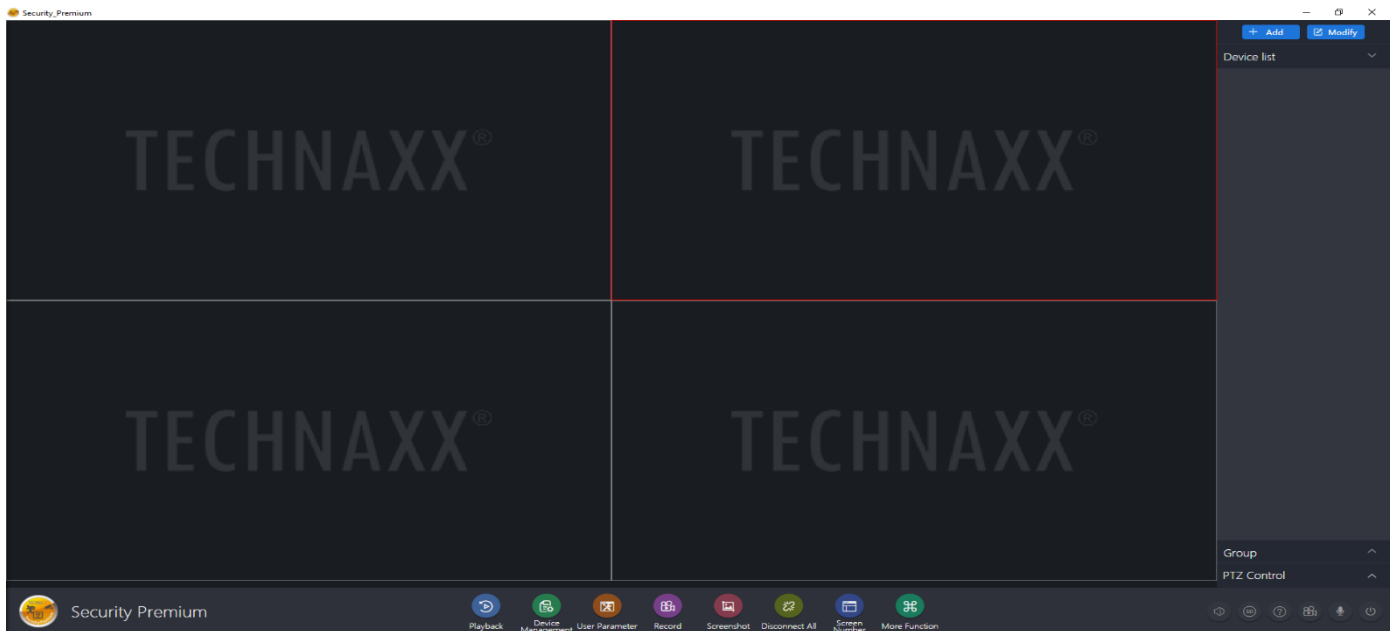 Security_Premium
+ Add
Modify
Device list
TECHNAXX®
TECHNAXX®
TECHNAXX®
TECHNAXX®
Group
PTZ Control
Security Premium
Playback
Device Management
User Parameter
Record
Screenshot
Disconnect All
Screen Number
More Function